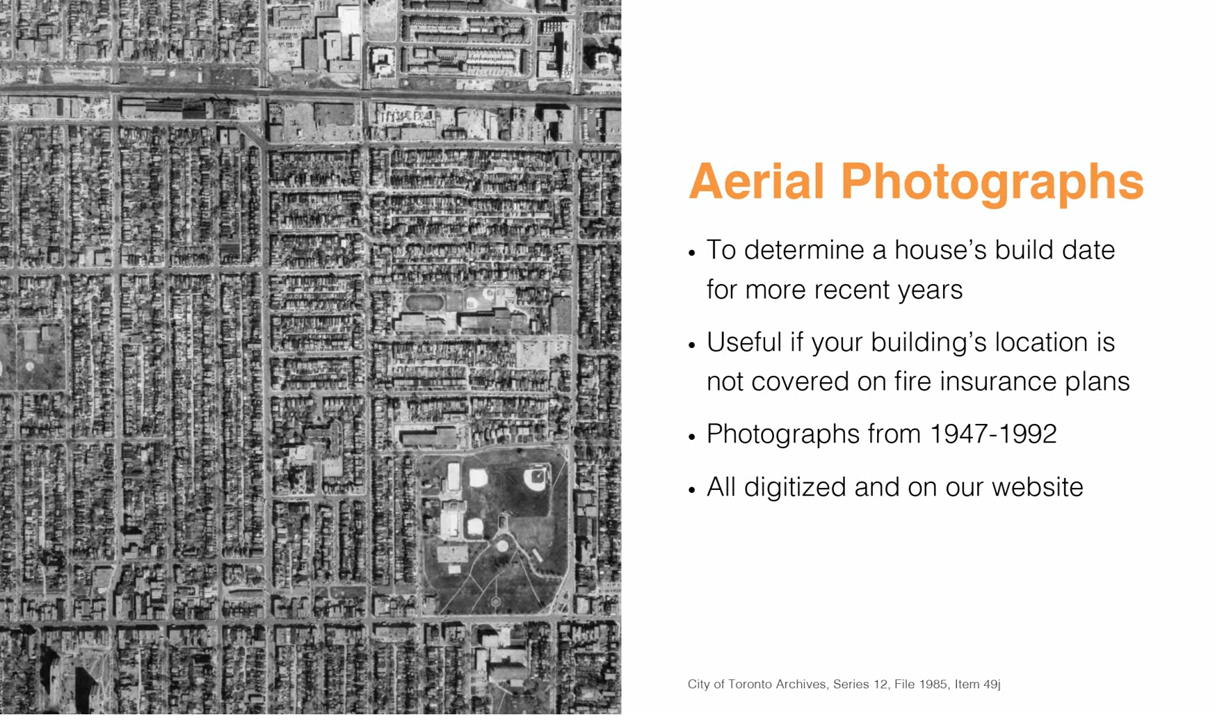 Aerial Photographs
• To determine a house's build date
for more recent years
• Useful if your building's location is
not covered on fire insurance plans
• Photographs from 1947-1992
• All digitized and on our website
City of Toronto Archives, Series 12, File 1985, Item 49j